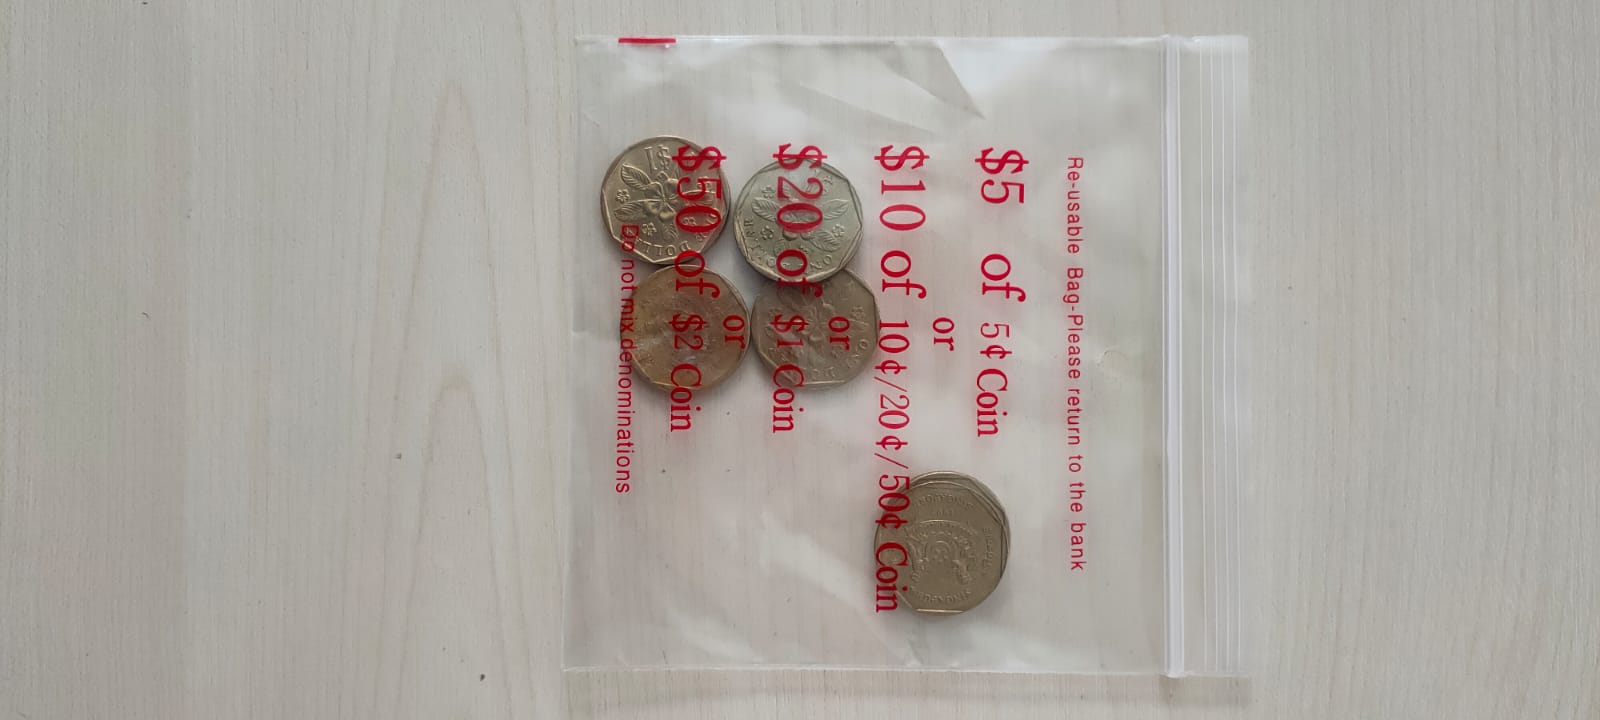 Re-usable Bag-Please return to the bank
$5 of 5¢ Coin
or
$10 of 10¢/20¢/50¢ Coin
or
$20 of $1 Coin
or
$50 of $2 Coin
Do not mix denominations